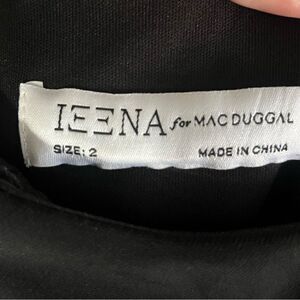 IEENA for MAC DUGGAL
SIZE: 2 MADE IN CHINA